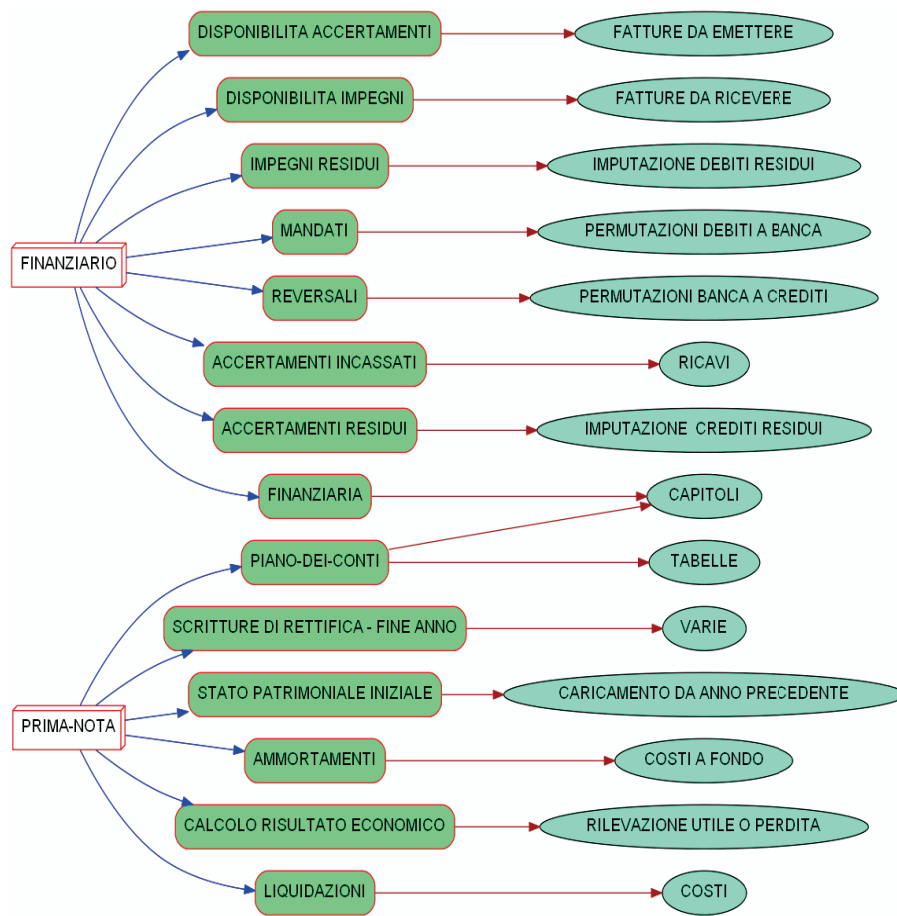 DISPONIBILITA ACCERTAMENTI
FATTURE DA EMETTERE
DISPONIBILITA IMPEGNI
FATTURE DA RICEVERE
IMPEGNI RESIDUI
IMPUTAZIONE DEBITI RESIDUI
MANDATI
PERMUTAZIONI DEBITI A BANCA
FINANZIARIO
REVERSALI
PERMUTAZIONI BANCA A CREDITI
ACCERTAMENTI INCASSATI
RICAVI
ACCERTAMENTI RESIDUI
IMPUTAZIONE CREDITI RESIDUI
FINANZIARIA
CAPITOLI
PIANO-DEI-CONTI
TABELLE
SCRITTURE DI RETTIFICA - FINE ANNO
VARIE
STATO PATRIMONIALE INIZIALE
CARICAMENTO DA ANNO PRECEDENTE
PRIMA-NOTA
AMMORTAMENTI
COSTI A FONDO
CALCOLO RISULTATO ECONOMICO
RILEVAZIONE UTILE O PERDITA
LIQUIDAZIONI
COSTI